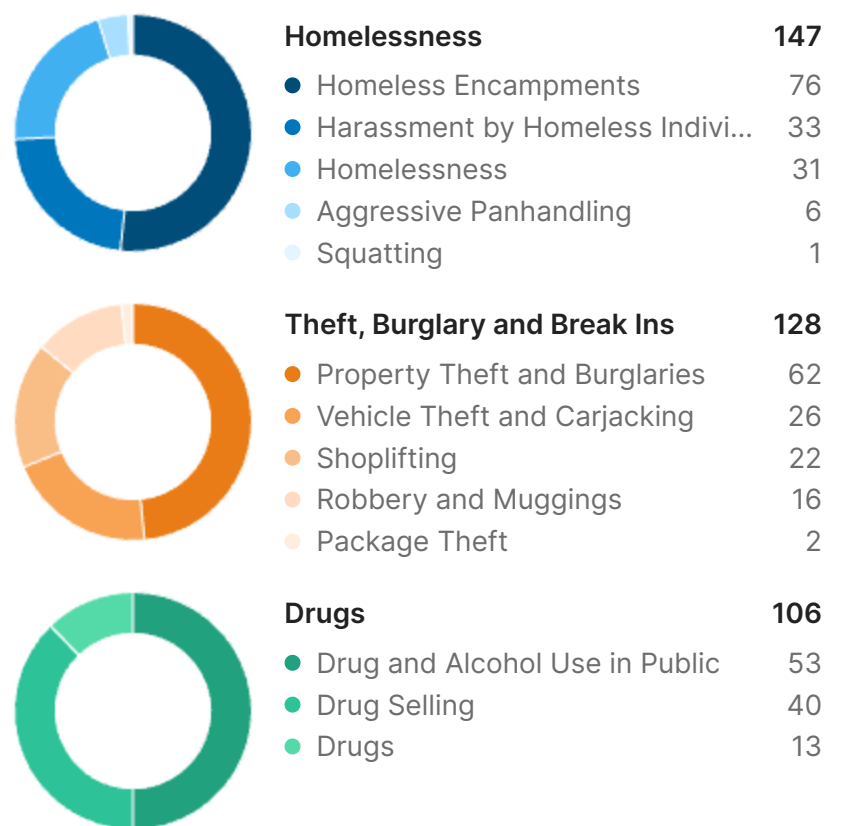 Homelessness 147
Homeless Encampments 76
Harassment by Homeless Indivi... 33
Homelessness 31
Aggressive Panhandling 6
Squatting 1
Theft, Burglary and Break Ins 128
Property Theft and Burglaries 62
Vehicle Theft and Carjacking 26
Shoplifting 22
Robbery and Muggings 16
Package Theft 2
Drugs 106
Drug and Alcohol Use in Public 53
Drug Selling 40
Drugs 13